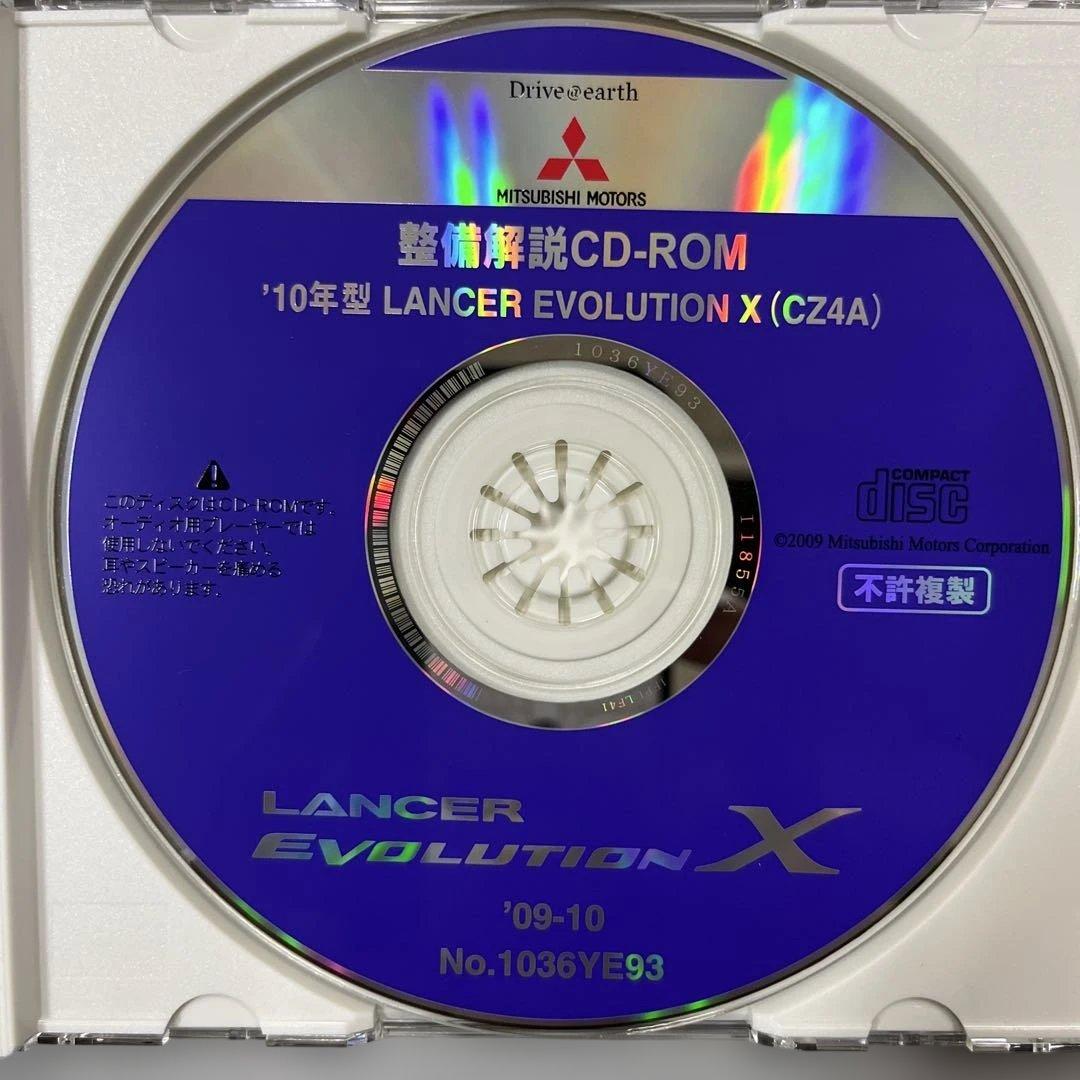 Drive@earth
MITSUBISHI MOTORS
整備解説CD-ROM
'10年型 LANCER EVOLUTION X (CZ4A)
1036YE93
11855A
このディスクはCD-ROMです。
オーディオ用プレーヤーでは
使用しないでください。
耳やスピーカーを痛める
恐れがあります。
COMPACT
disc
©2009 Mitsubishi Motors Corporation
不許複製
LANCER
EVOLUTION X
'09-10
No.1036YE93